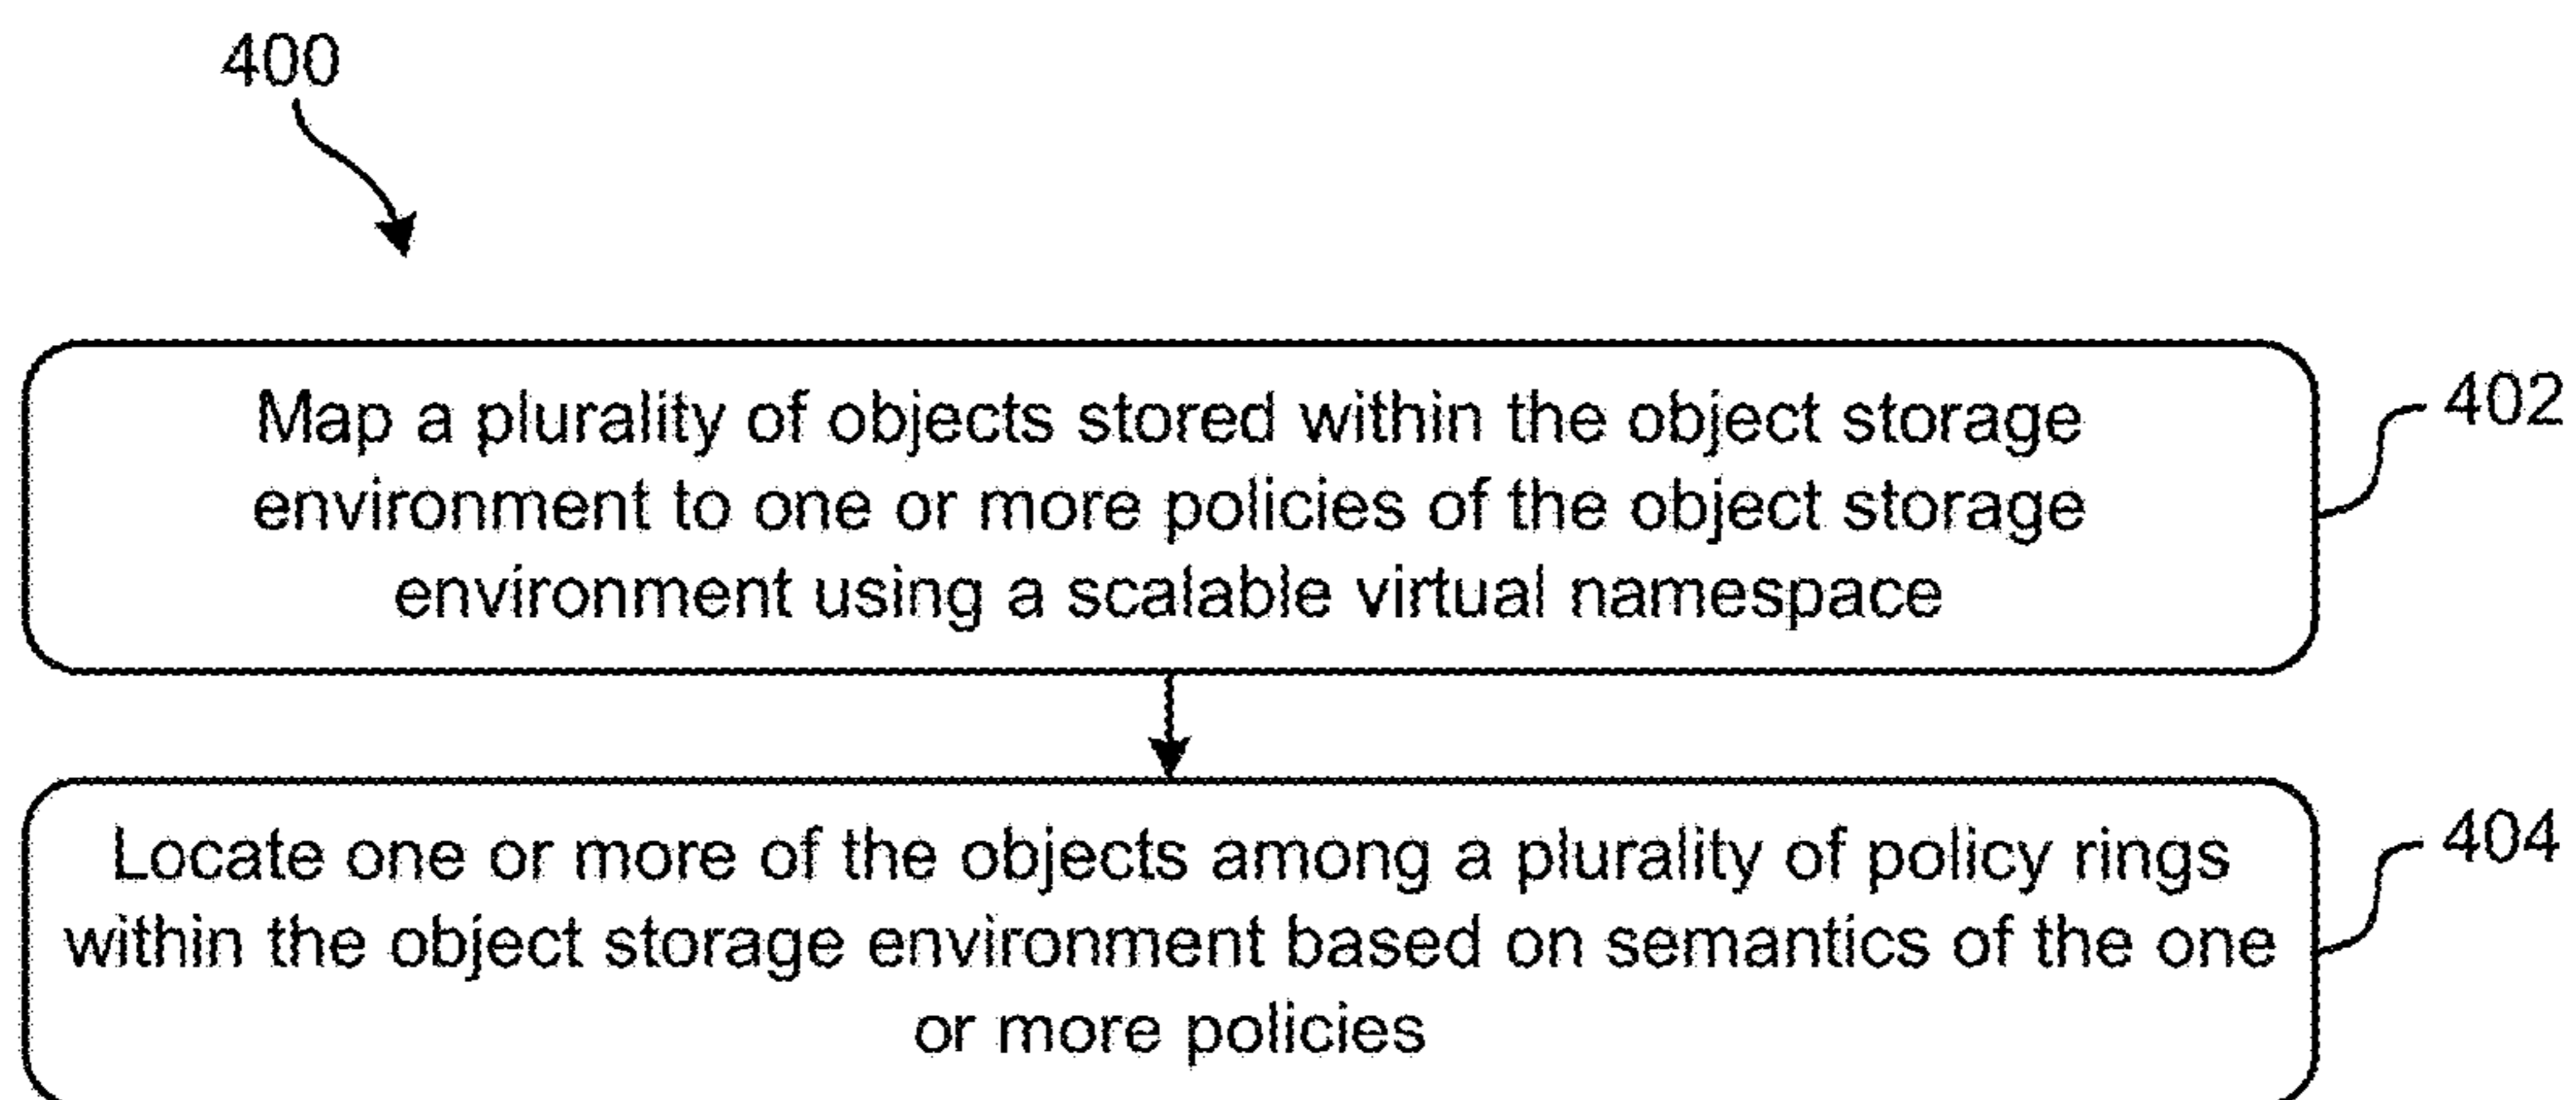 400
Map a plurality of objects stored within the object storage
environment to one or more policies of the object storage
environment using a scalable virtual namespace
402
Locate one or more of the objects among a plurality of policy rings
within the object storage environment based on semantics of the one
or more policies
404